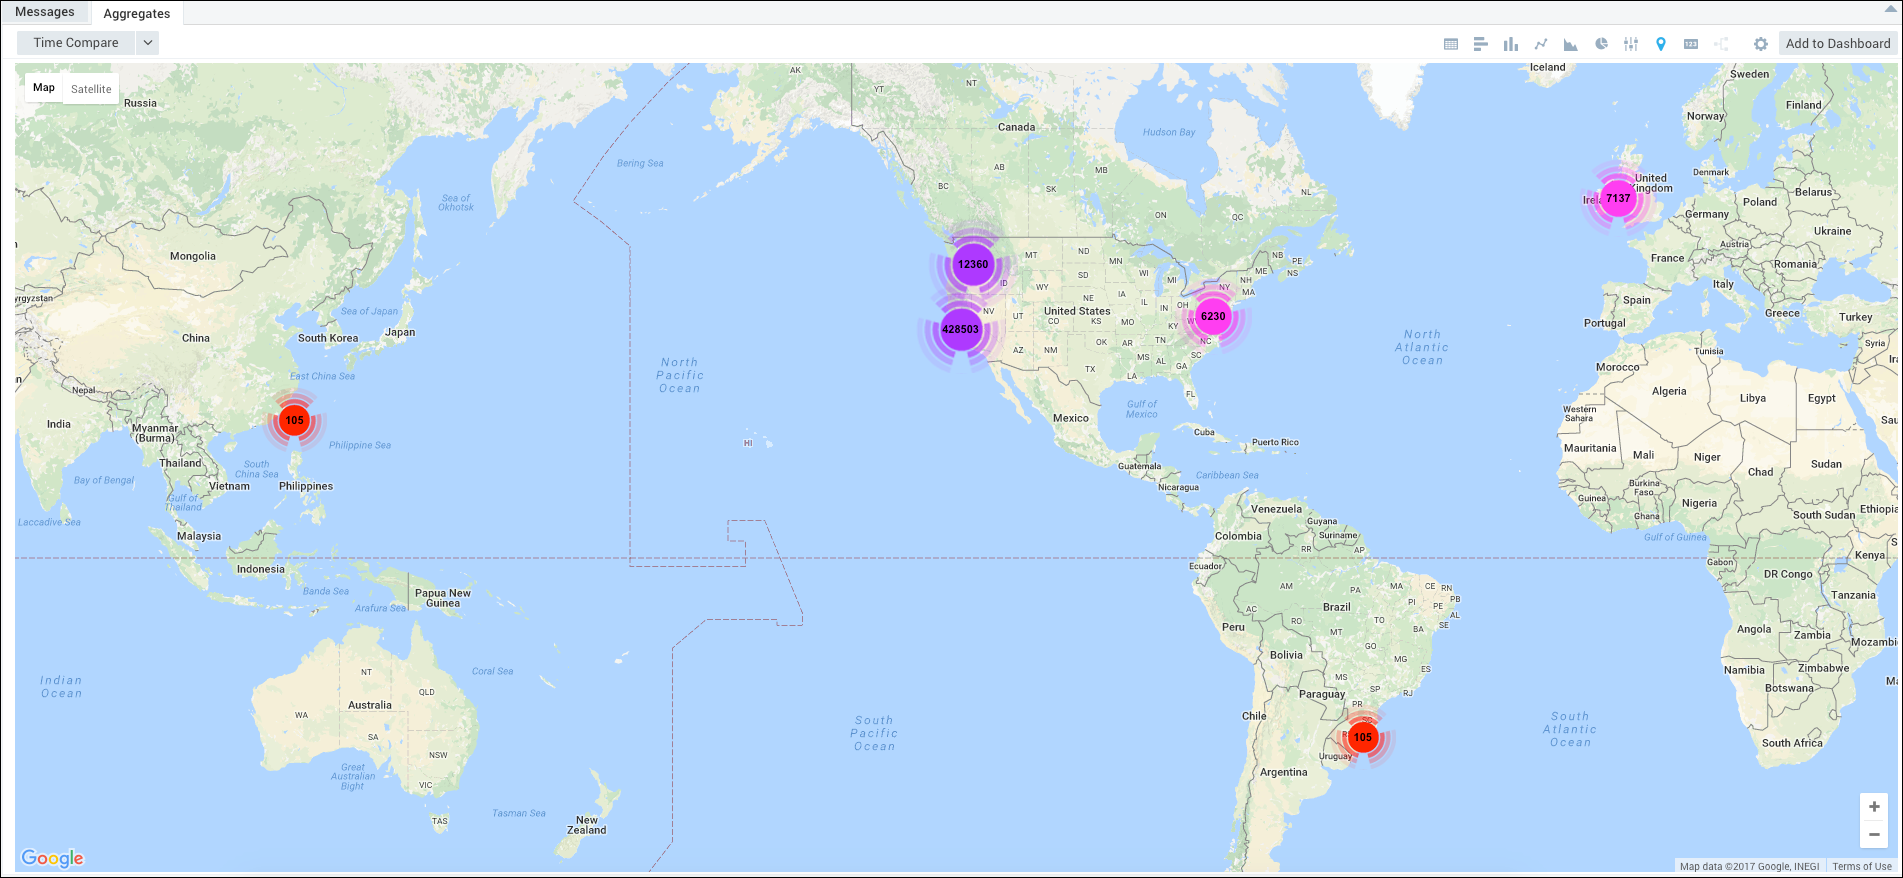 Messages
Aggregates
Time Compare
Add to Dashboard
Map
Satellite
Russia
AK
YT
NT
Canada
Hudson Bay
Iceland
Sweden
Finland
Norway
Bering Sea
AB
MB
BC
SK
NL
ON
QC
Denmark
United
Kingdom
7137
Belarus
Poland
Germany
Ukraine
Sea of
Okhotsk
Mongolia
12360
MT
ND
MN
WI
MI
ME
NB
PE
NS
NH
MA
NY
Austria
France
Romania
Italy
ID
SD
WY
NE
IA
IL
IN
OH
Spain
Greece
Portugal
Turkey
Syria
Sea of Japan
Japan
China
South Korea
428503
NV
UT
CO
United States
KS
MO
KY
6230
NC
East China Sea
Nepal
North
Pacific
Ocean
AZ
NM
OK
AR
TN
MS
AL
SC
GA
TX
LA
FL
North
Atlantic
Ocean
Tunisia
Morocco
Algeria
Libya
Egypt
105
India
Myanmar
(Burma)
Philippine Sea
HI
Mexico
Gulf of
Mexico
Cuba
Puerto Rico
Western
Sahara
Mauritania
Mali
Niger
Chad
Sudan
Thailand
South
China Sea
Bay of Bengal
Vietnam
Philippines
Gulf of
Thailand
Laccadive Sea
Guatemala
Caribbean Sea
Nicaragua
Venezuela
Guyana
Suriname
Colombia
Burkina
Faso
Guinea
Ghana
Nigeria
South Sudan
Ethiopia
Gulf of Guinea
Malaysia
Indonesia
Banda Sea
Arafura Sea
Papua New
Guinea
Ecuador
RR
AP
AM
PA
MA
CE
RN
PB
PI
PE
AL
SE
AC
RO
TO
BA
Brazil
MT
GO
Peru
Gabon
Kenya
DR Congo
Tanzania
Angola
Zambia
Bolivia
MG
ES
MS
SP
RJ
Paraguay
PR
Namibia
Zimbabwe
Botswana
Indian
Ocean
Coral Sea
NT
QLD
Australia
WA
SA
NSW
VIC
TAS
Great
Australian
Bight
Tasman Sea
New
Zealand
South
Pacific
Ocean
Chile
105
Uruguay
Argentina
South
Atlantic
Ocean
South Africa
Google
Map data ©2017 Google, INEGI
Terms of Use